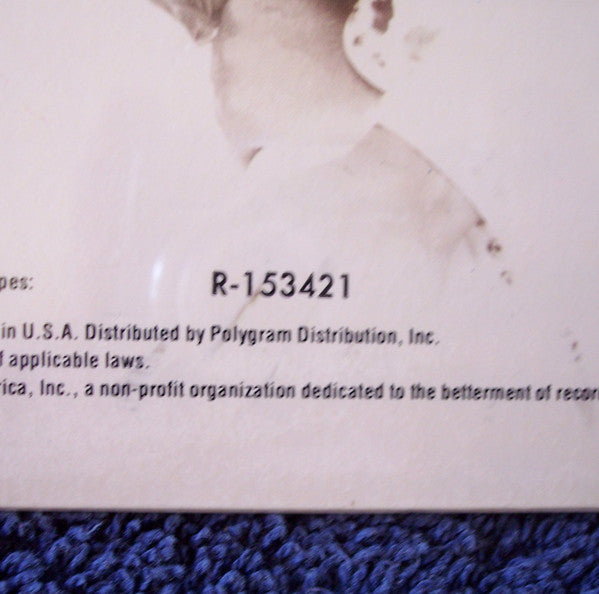 pes:
R-153421
in U.S.A. Distributed by Polygram Distribution, Inc.
f applicable laws.
rica, Inc., a non-profit organization dedicated to the betterment of recor